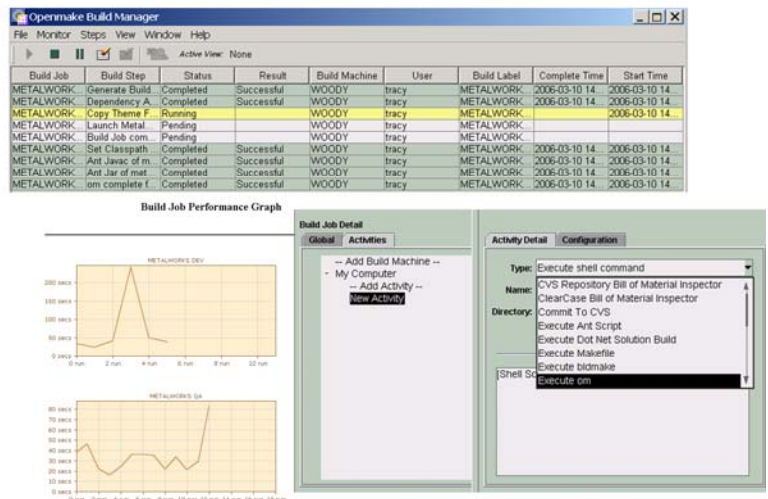 Openmake Build Manager
File Monitor Steps View Window Help
Active View: None
Build Job Build Step Status Result Build Machine User Build Label Complete Time Start Time
METALWORK... Generate Build... Completed Successful WOODY tracy METALWORK... 2006-03-10 14... 2006-03-10 14...
METALWORK... Dependency A... Completed Successful WOODY tracy METALWORK... 2006-03-10 14... 2006-03-10 14...
METALWORK... Copy Theme F... Running WOODY tracy METALWORK... 2006-03-10 14...
METALWORK... Launch Metal... Pending WOODY tracy METALWORK...
METALWORK... Build Job com... Pending WOODY tracy METALWORK...
METALWORK... Set Classpath ... Completed Successful WOODY tracy METALWORK... 2006-03-10 14... 2006-03-10 14...
METALWORK... Ant Javac of m... Completed Successful WOODY tracy METALWORK... 2006-03-10 14... 2006-03-10 14...
METALWORK... Ant Jar of met... Completed Successful WOODY tracy METALWORK... 2006-03-10 14... 2006-03-10 14...
METALWORK... om complete f... Completed Successful WOODY tracy METALWORK... 2006-03-10 14... 2006-03-10 14...
Build Job Performance Graph
METALWORKS DEV
200 secs
150 secs
100 secs
50 secs
0 secs
0 run 2 run 4 run 6 run 8 run 10 run
METALWORKS QA
80 secs
70 secs
60 secs
50 secs
40 secs
30 secs
20 secs
10 secs
0 secs
Build Job Detail
Global Activities
-- Add Build Machine --
- My Computer
-- Add Activity --
New Activity
Activity Detail Configuration
Type: Execute shell command
Name:
Directory:
CVS Repository Bill of Material Inspector
ClearCase Bill of Material Inspector
Commit To CVS
Execute Ant Script
Execute Dot Net Solution Build
Execute Makefile
Execute bldmake
Execute om
[Shell Sc